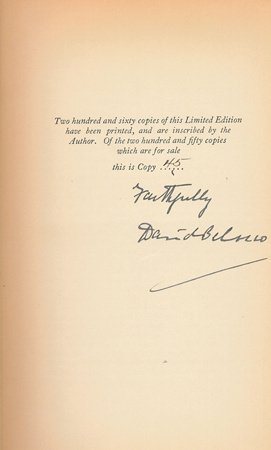 Two hundred and sixty copies of this Limited Edition
have been printed, and are inscribed by the
Author. Of the two hundred and fifty copies
which are for sale
this is Copy 45
Faithfully
David Belasco